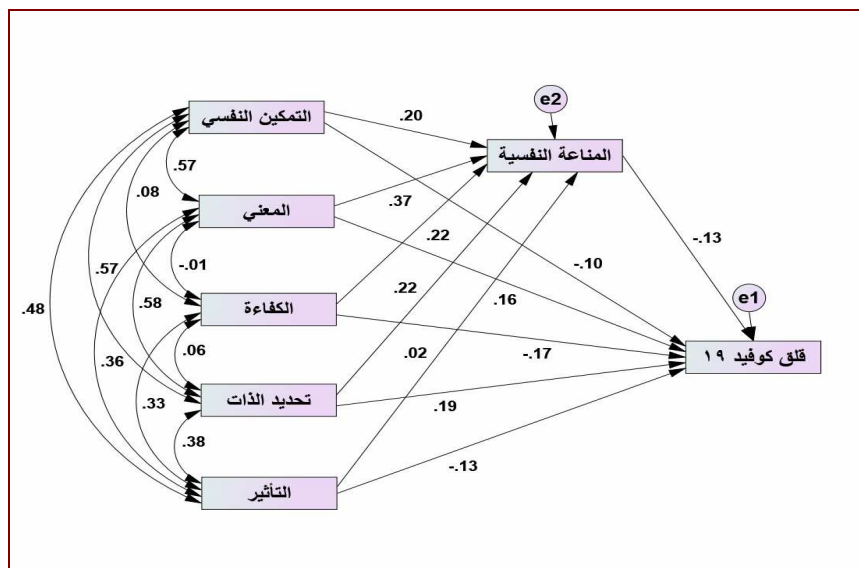 e2
التمكين النفسي
.20
المناعة النفسية
.57
.37
.08
المعني
.22
-.10
-.13
-.01
.57
.58
.22
.16
e1
.48
الكفاءة
.02
-.17
قلق كوفيد ١٩
.36
.06
.33
تحديد الذات
.19
.38
-.13
التأثير